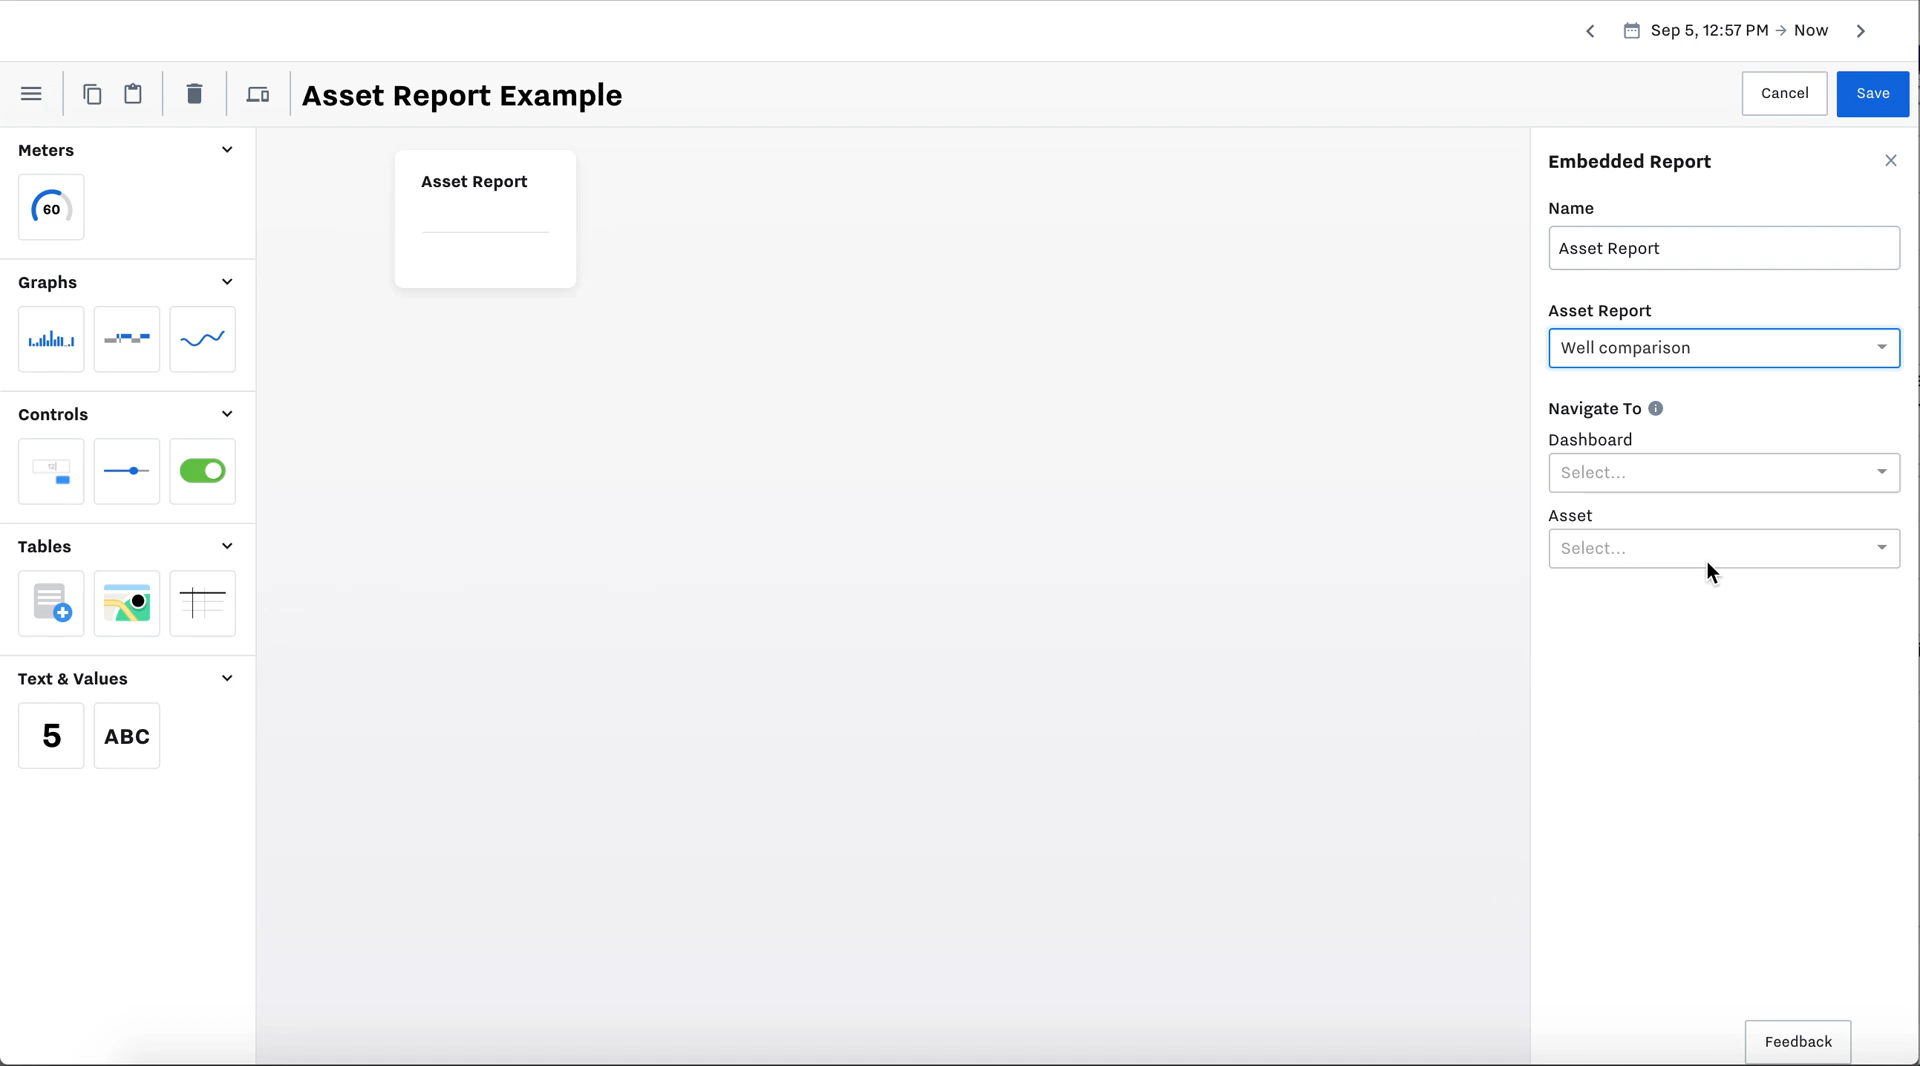 Sep 5, 12:57 PM → Now
Asset Report Example
Cancel
Save
Meters
60
Graphs
Controls
Tables
Text & Values
5
ABC
Asset Report
Embedded Report
Name
Asset Report
Asset Report
Well comparison
Navigate To
Dashboard
Select...
Asset
Select...
Feedback